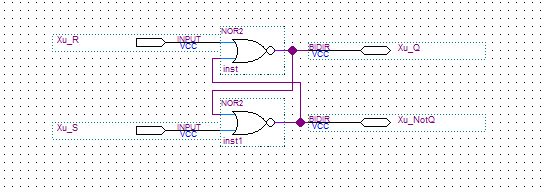 NOR2
Xu_R INPUT VCC
BIDIR VCC Xu_Q
inst
NOR2
Xu_S INPUT VCC
BIDIR VCC Xu_NotQ
inst1